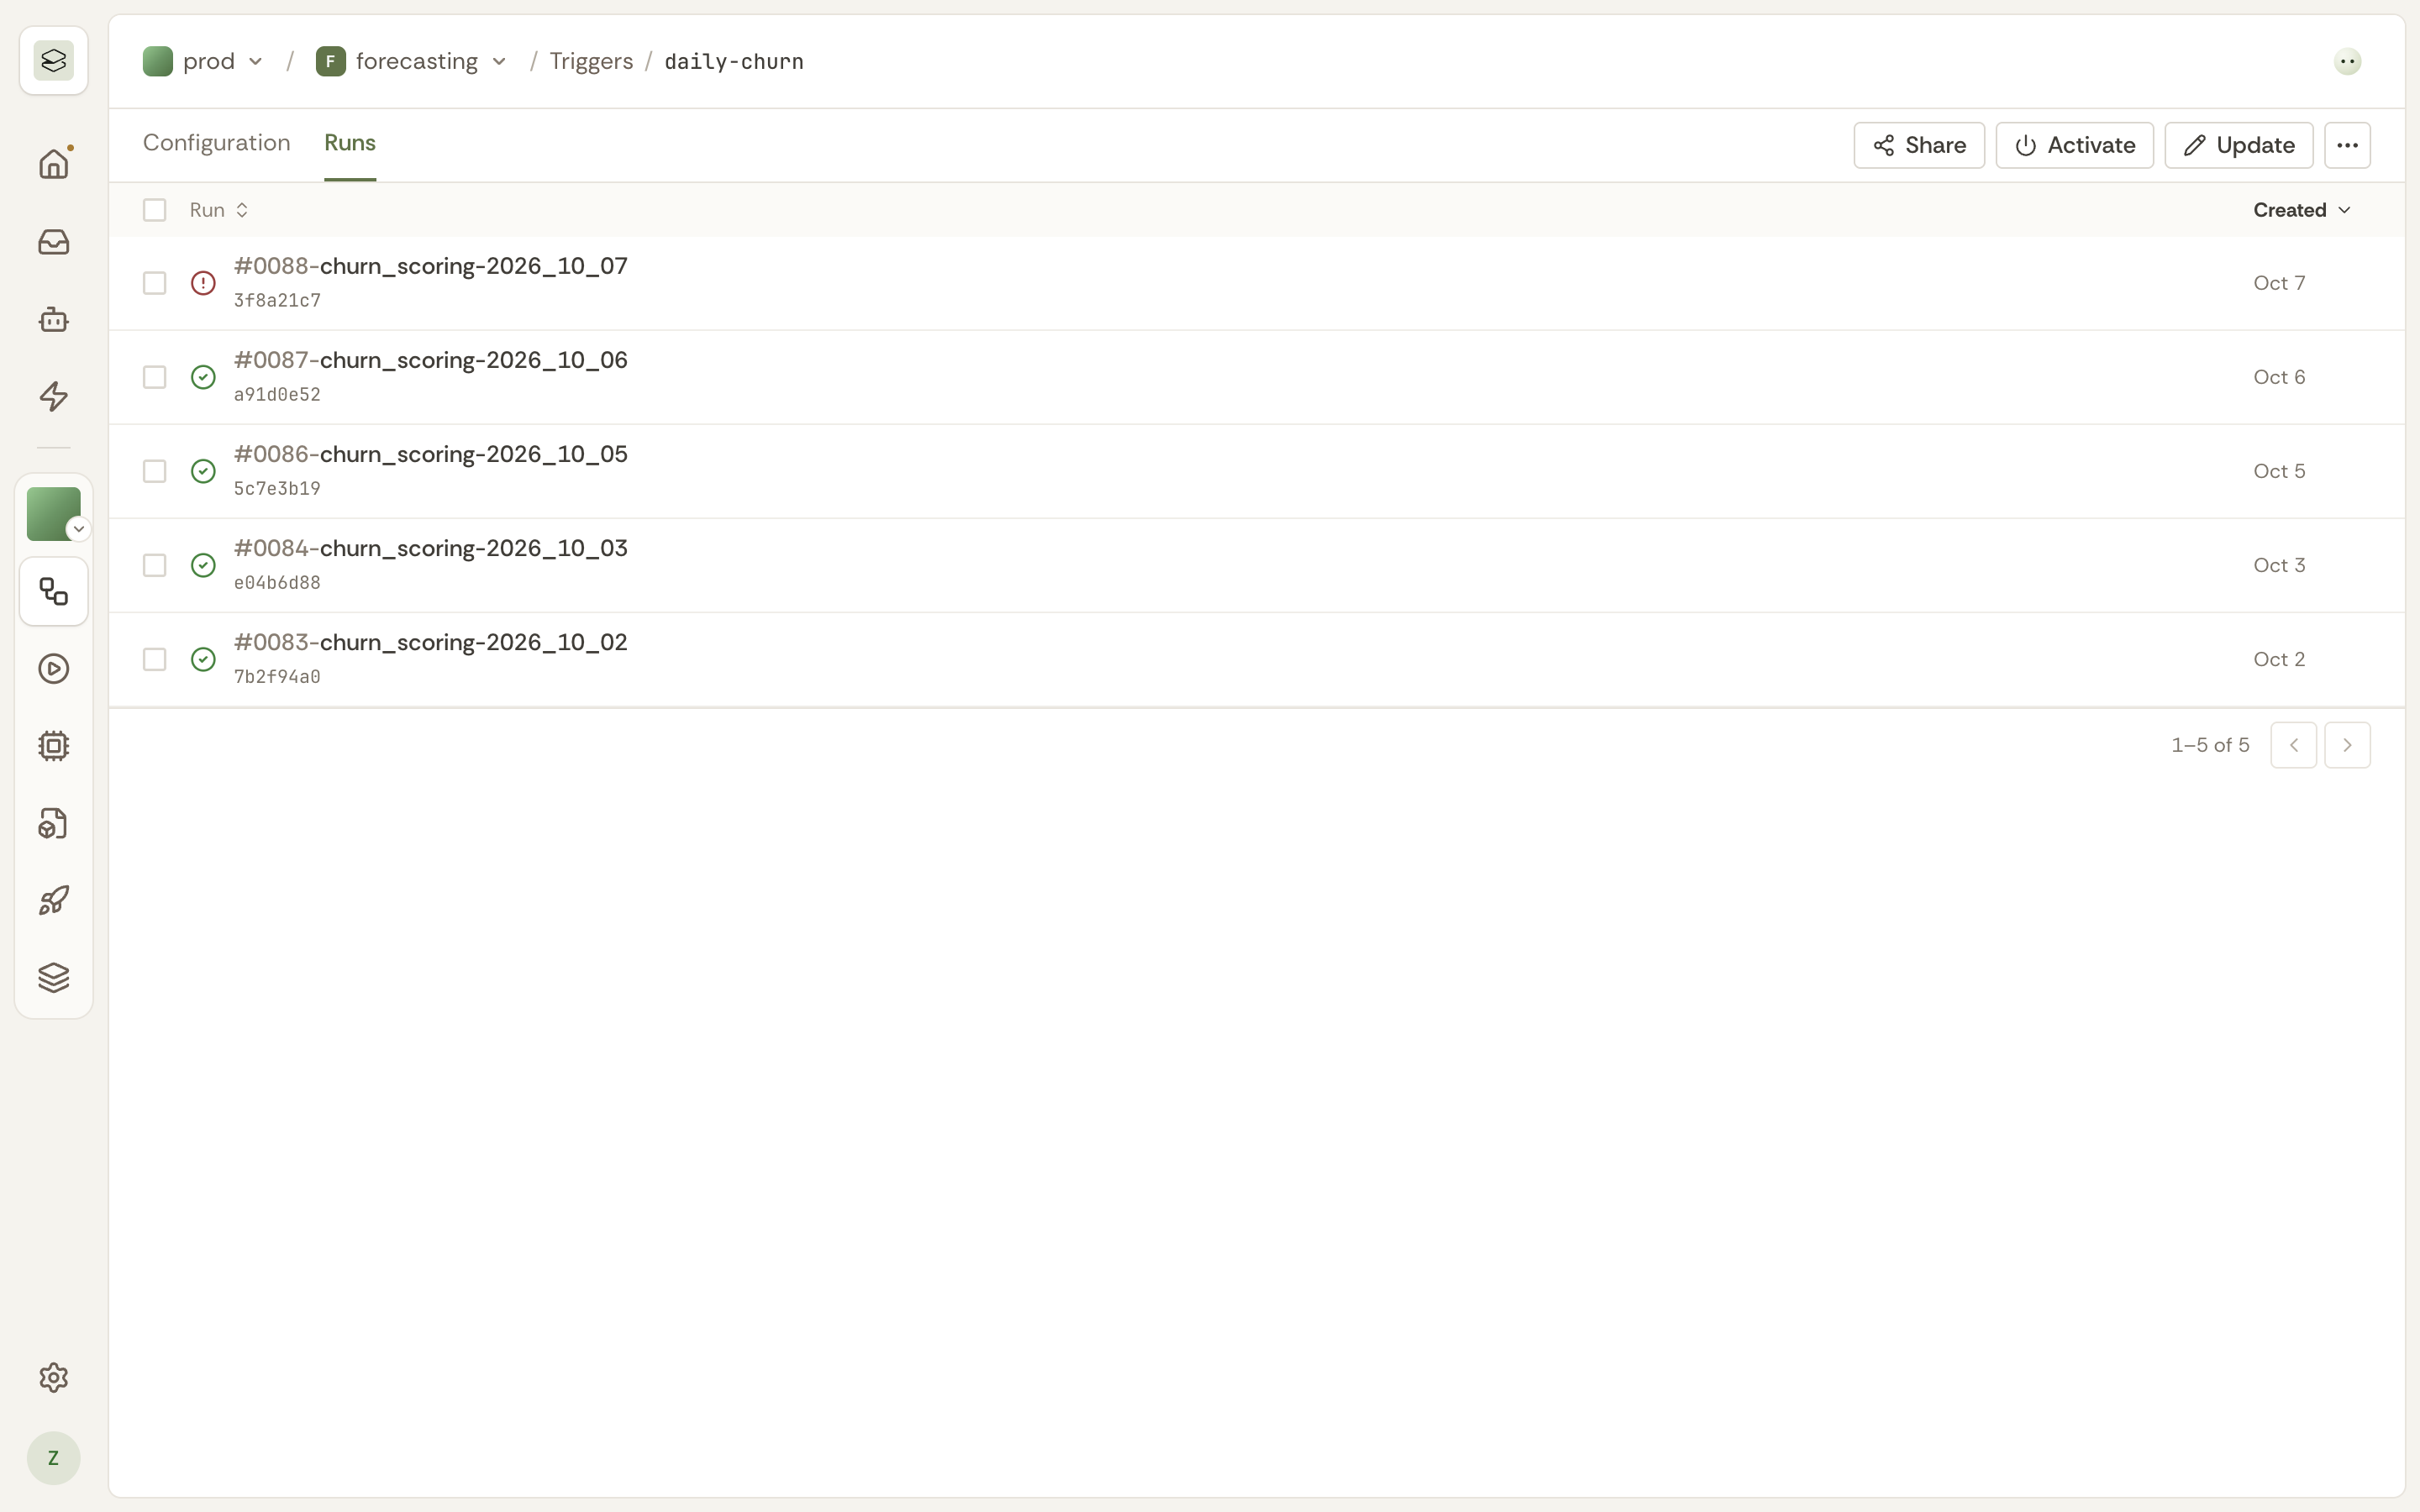 prod / F forecasting / Triggers / daily-churn
Configuration Runs Share Activate Update
Run Created
#0088-churn_scoring-2026_10_07
3f8a21c7
Oct 7
#0087-churn_scoring-2026_10_06
a91d0e52
Oct 6
#0086-churn_scoring-2026_10_05
5c7e3b19
Oct 5
#0084-churn_scoring-2026_10_03
e04b6d88
Oct 3
#0083-churn_scoring-2026_10_02
7b2f94a0
Oct 2
1–5 of 5
Z